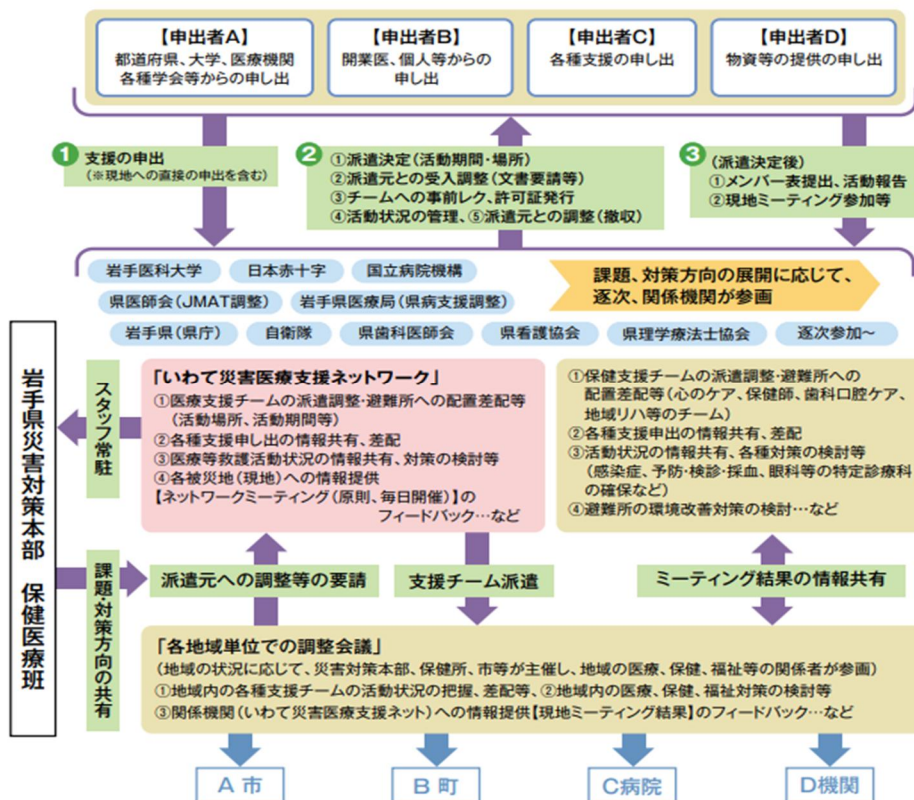 【申出者A】
都道府県、大学、医療機関
各種学会等からの申し出
【申出者B】
開業医、個人等からの
申し出
【申出者C】
各種支援の申し出
【申出者D】
物資等の提供の申し出
1 支援の申出
(※現地への直接の申出を含む)
2 ①派遣決定(活動期間・場所)
②派遣元との受入調整(文書要請等)
③チームへの事前レク、許可証発行
④活動状況の管理、⑤派遣元との調整(撤収)
3 (派遣決定後)
①メンバー表提出、活動報告
②現地ミーティング参加等
岩手医科大学
日本赤十字
国立病院機構
県医師会(JMAT調整)
岩手県医療局(県病支援調整)
岩手県(県庁)
自衛隊
県歯科医師会
県看護協会
県理学療法士協会
逐次参加~
課題、対策方向の展開に応じて、
逐次、関係機関が参画
岩手県災害対策本部 保健医療班
スタッフ常駐
課題・対策方向の共有
「いわて災害医療支援ネットワーク」
①医療支援チームの派遣調整・避難所への配置差配等
(活動場所、活動期間等)
②各種支援申し出の情報共有、差配
③医療等救護活動状況の情報共有、対策の検討等
④各被災地(現地)への情報提供
【ネットワークミーティング(原則、毎日開催)】の
フィードバック…など
①保健支援チームの派遣調整・避難所への
配置差配等(心のケア、保健師、歯科口腔ケア、
地域リハ等のチーム)
②各種支援申出の情報共有、差配
③活動状況の情報共有、各種対策の検討等
(感染症、予防・検診・採血、眼科等の特定診療科
の確保など)
④避難所の環境改善対策の検討…など
派遣元への調整等の要請
支援チーム派遣
ミーティング結果の情報共有
「各地域単位での調整会議」
(地域の状況に応じて、災害対策本部、保健所、市等が主催し、地域の医療、保健、福祉等の関係者が参画)
①地域内の各種支援チームの活動状況の把握、差配等、②地域内の医療、保健、福祉対策の検討等
③関係機関(いわて災害医療支援ネット)への情報提供【現地ミーティング結果】のフィードバック…など
A 市
B 町
C病院
D機関